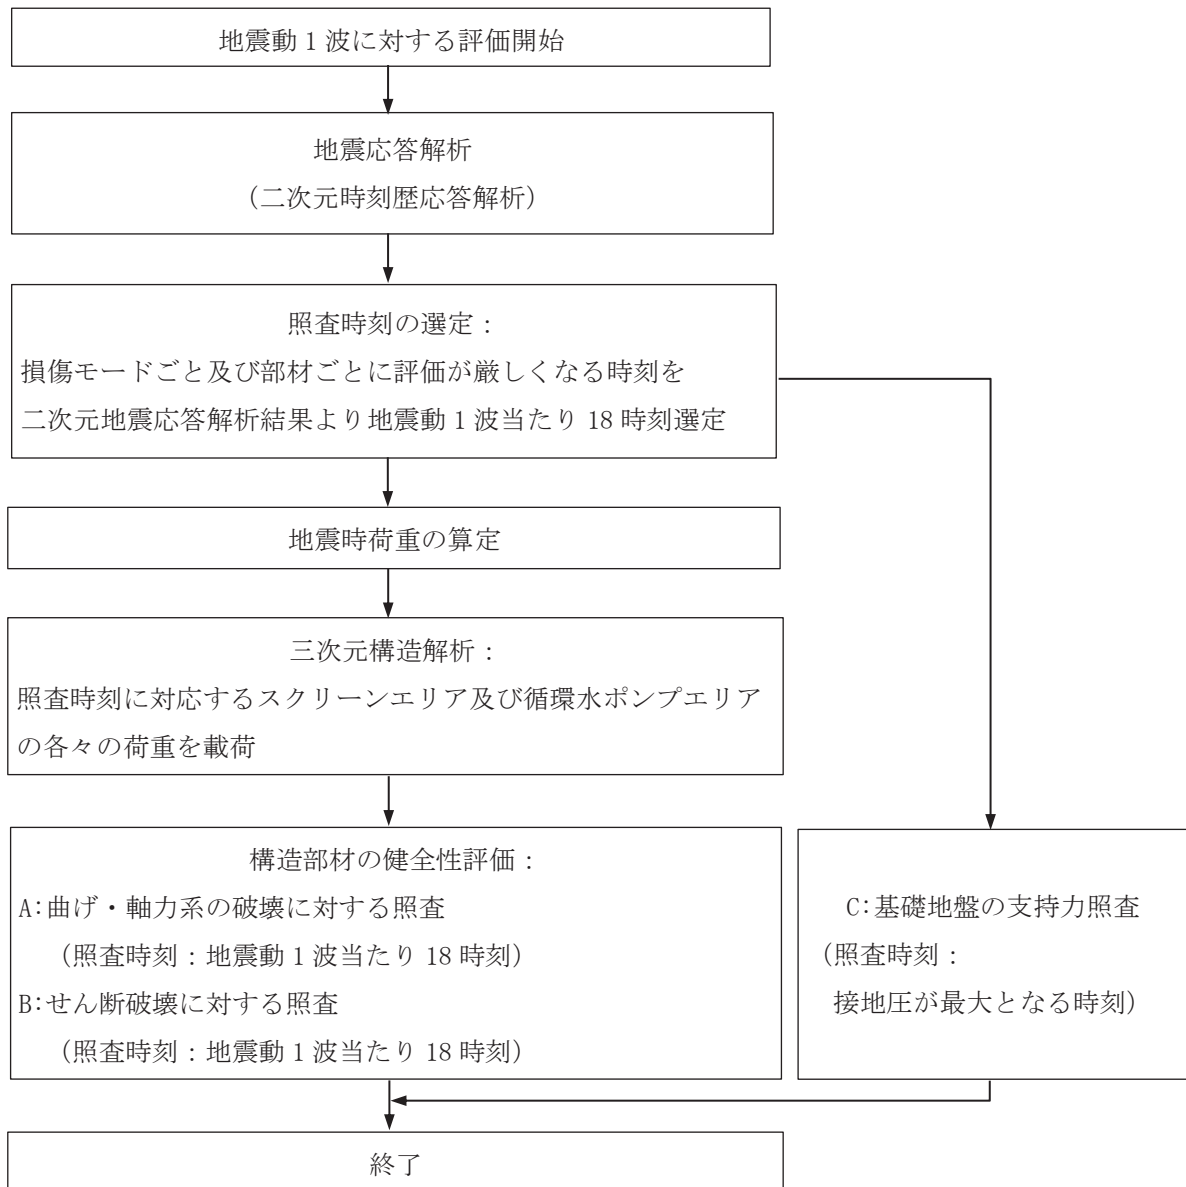 地震動１波に対する評価開始
地震応答解析
（二次元時刻歴応答解析）
照査時刻の選定：
損傷モードごと及び部材ごとに評価が厳しくなる時刻を
二次元地震応答解析結果より地震動１波当たり 18 時刻選定
地震時荷重の算定
三次元構造解析：
照査時刻に対応するスクリーンエリア及び循環水ポンプエリア
の各々の荷重を載荷
構造部材の健全性評価：
A:曲げ・軸力系の破壊に対する照査
（照査時刻：地震動１波当たり 18 時刻）
B:せん断破壊に対する照査
（照査時刻：地震動１波当たり 18 時刻）
C:基礎地盤の支持力照査
（照査時刻：
接地圧が最大となる時刻）
終了